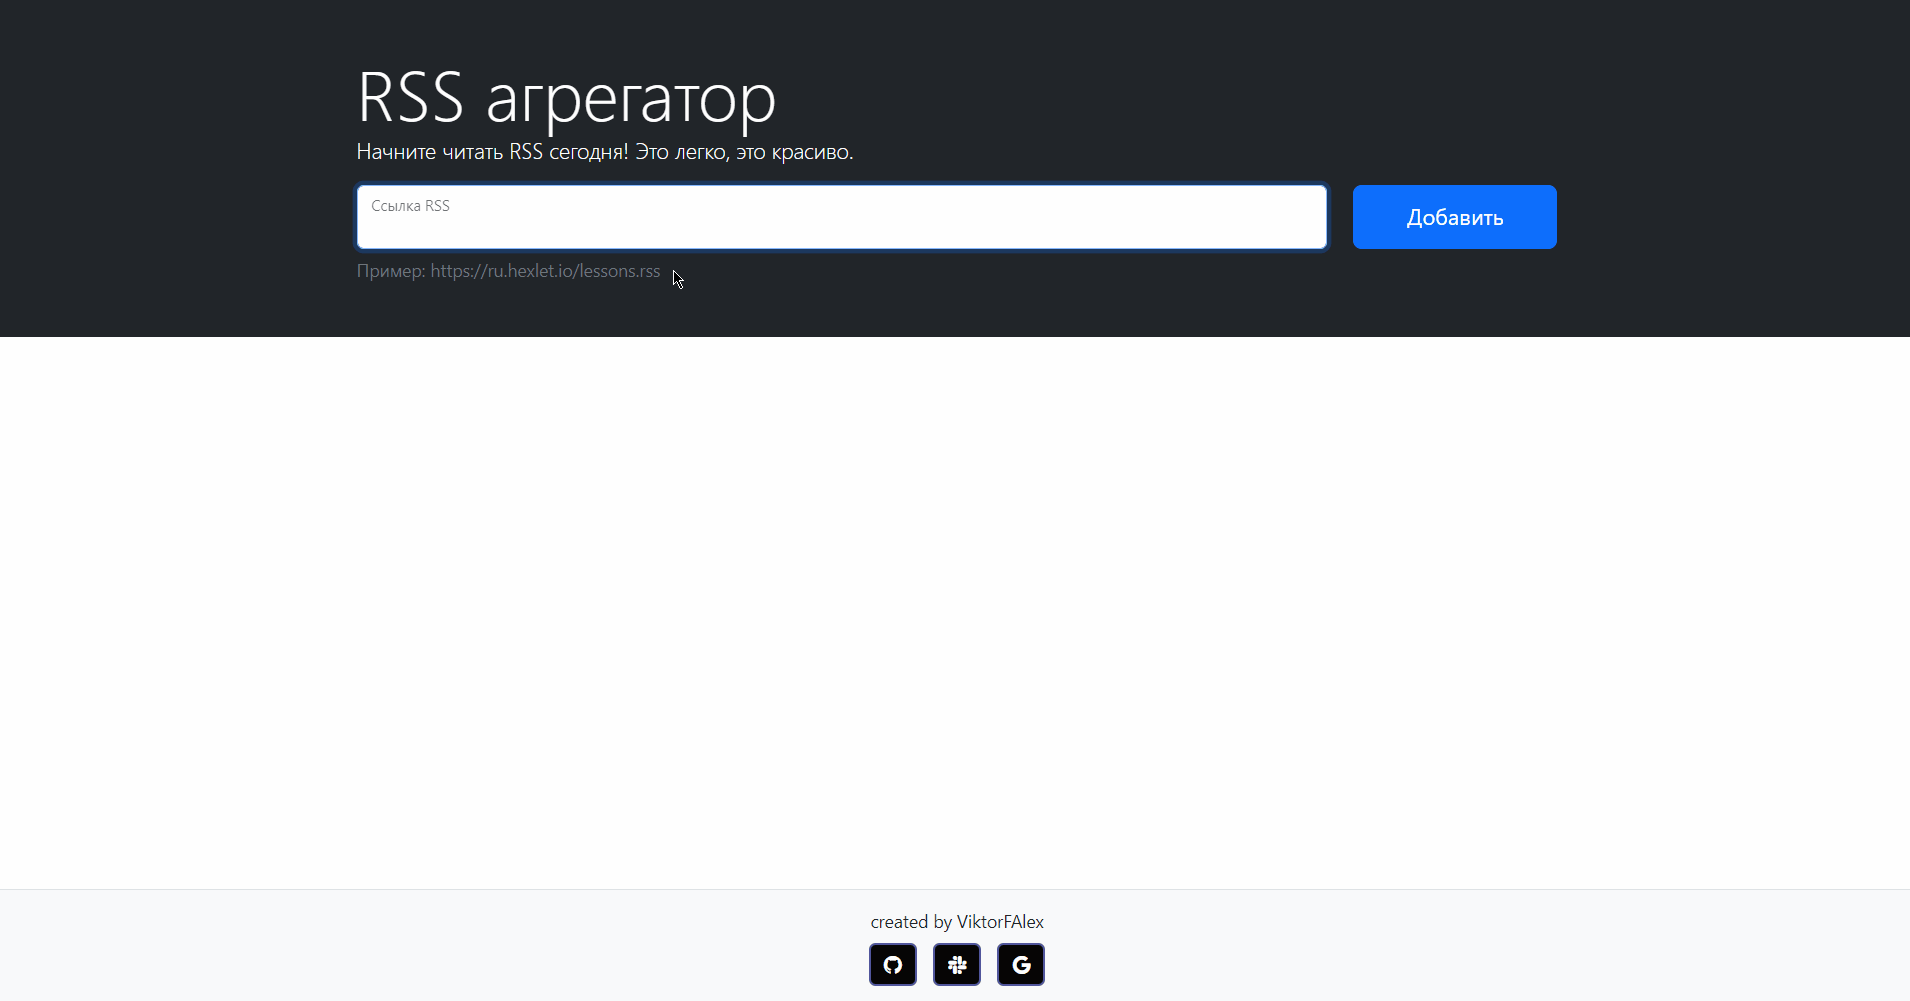 RSS агрегатор
Начните читать RSS сегодня! Это легко, это красиво.
Ссылка RSS
Добавить
Пример: https://ru.hexlet.io/lessons.rss
created by ViktorFAlex